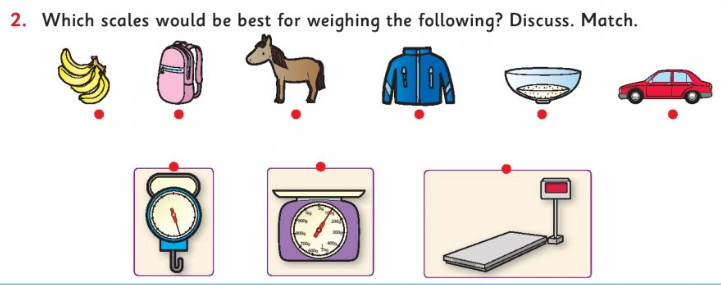 2. Which scales would be best for weighing the following? Discuss. Match.